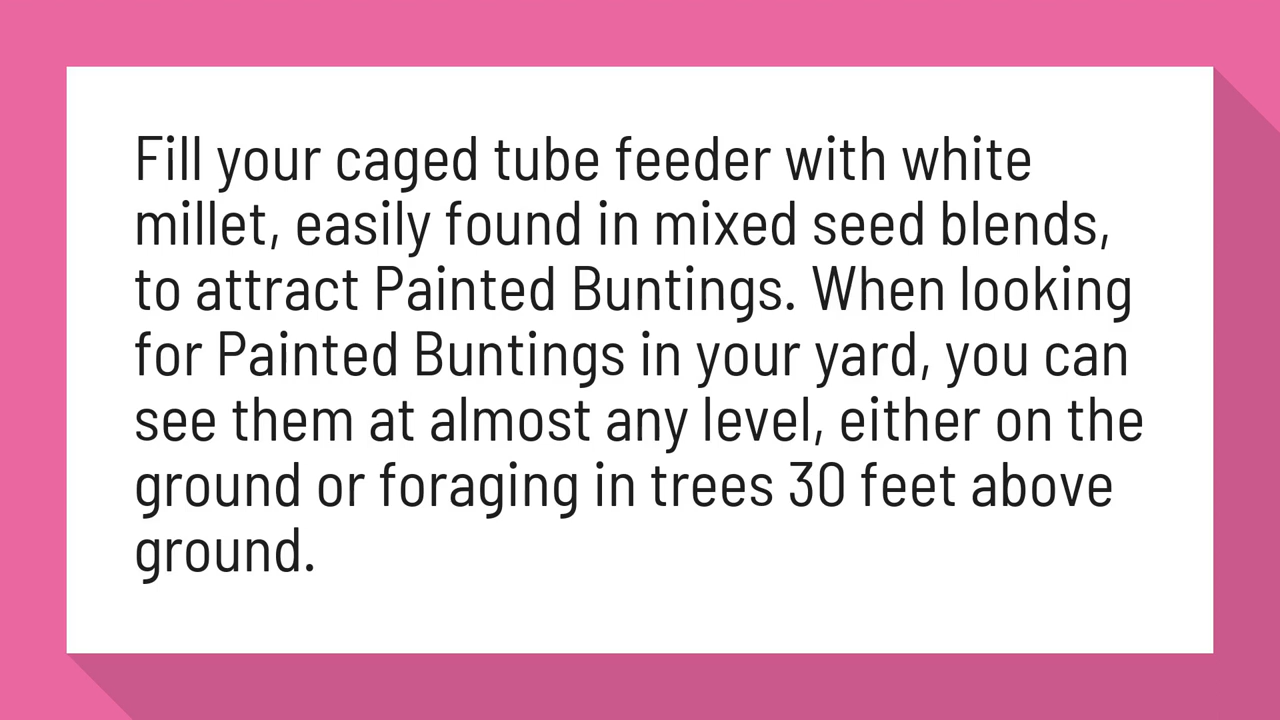 Fill your caged tube feeder with white
millet, easily found in mixed seed blends,
to attract Painted Buntings. When looking
for Painted Buntings in your yard, you can
see them at almost any level, either on the
ground or foraging in trees 30 feet above
ground.